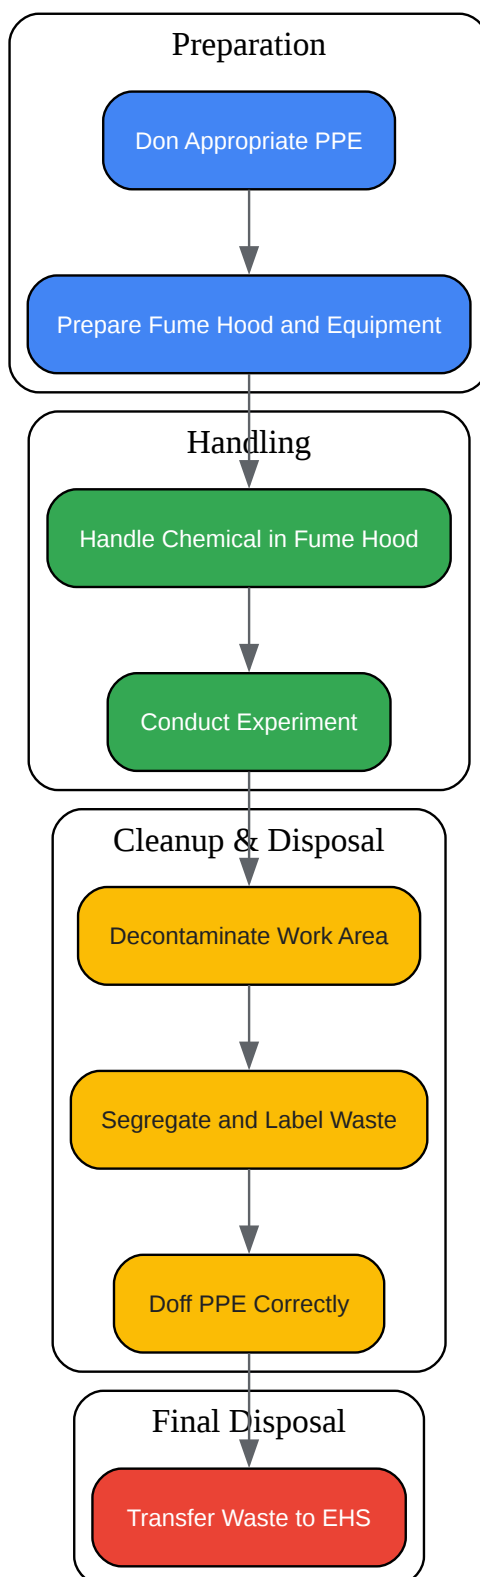 Preparation
Don Appropriate PPE
Prepare Fume Hood and Equipment
Handling
Handle Chemical in Fume Hood
Conduct Experiment
Cleanup & Disposal
Decontaminate Work Area
Segregate and Label Waste
Doff PPE Correctly
Final Disposal
Transfer Waste to EHS